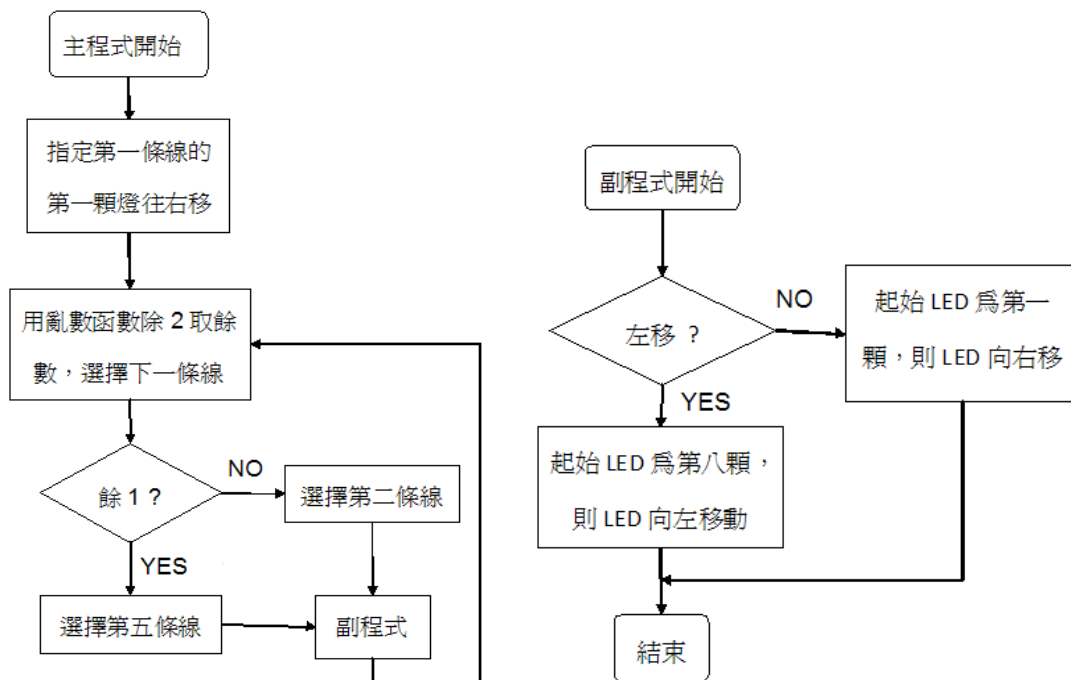 主程式開始
指定第一條線的
第一顆燈往右移
用亂數函數除 2 取餘
數，選擇下一條線
餘 1 ?
NO
YES
選擇第二條線
選擇第五條線
副程式
副程式開始
左移 ?
NO
YES
起始 LED 為第一
顆，則 LED 向右移
起始 LED 為第八顆，
則 LED 向左移動
結束